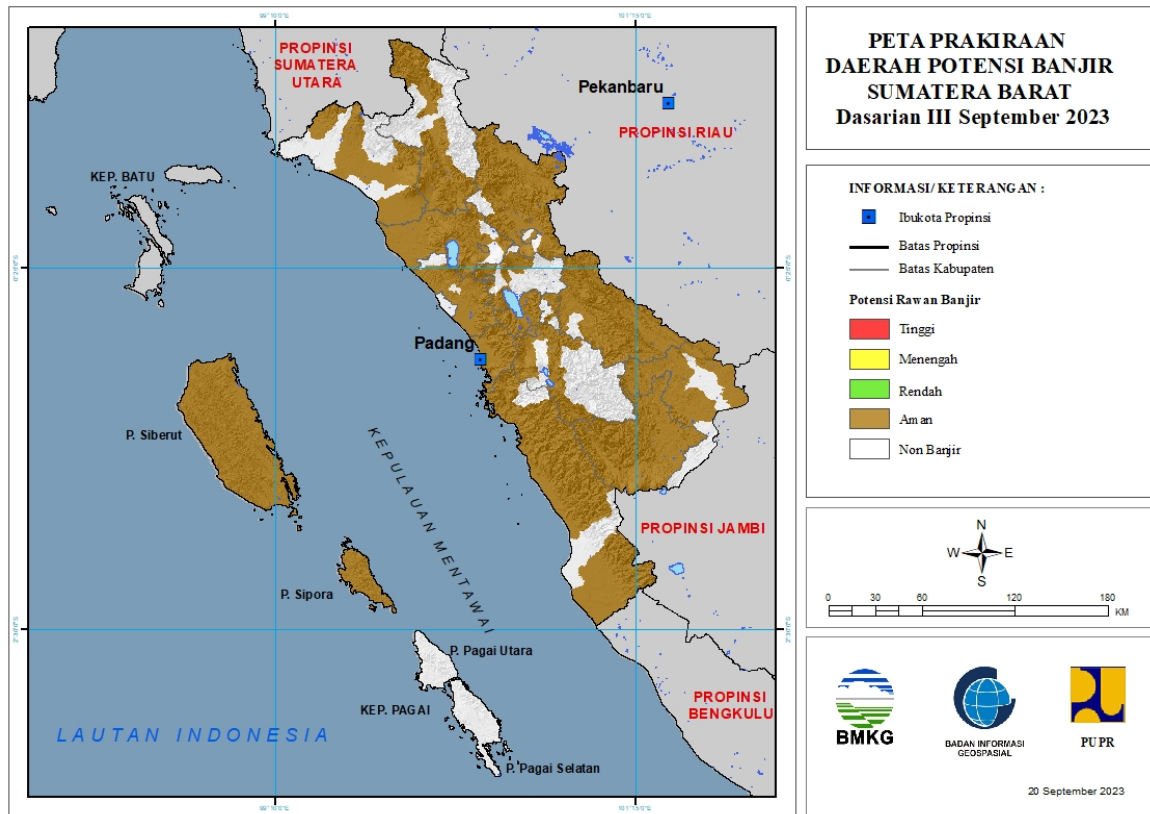 PETA PRAKIRAAN
DAERAH POTENSI BANJIR
SUMATERA BARAT
Dasarian III September 2023
INFORMASI/ KETERANGAN :
Ibukota Propinsi
Batas Propinsi
Batas Kabupaten
Potensi Rawan Banjir
Tinggi
Menengah
Rendah
Aman
Non Banjir
N
W E
S
0 15 30 60 120 180
KM
BMKG
BADAN INFORMASI
GEOSPASIAL
PUPR
20 September 2023
PROPINSI
SUMATERA
UTARA
Pekanbaru
PROPINSI RIAU
KEP. BATU
Padang
P. Siberut
KEPULAUAN MENTAWAI
PROPINSI JAMBI
P. Sipora
P. Pagai Utara
KEP. PAGAI
PROPINSI
BENGKULU
LAUTAN INDONESIA
P. Pagai Selatan